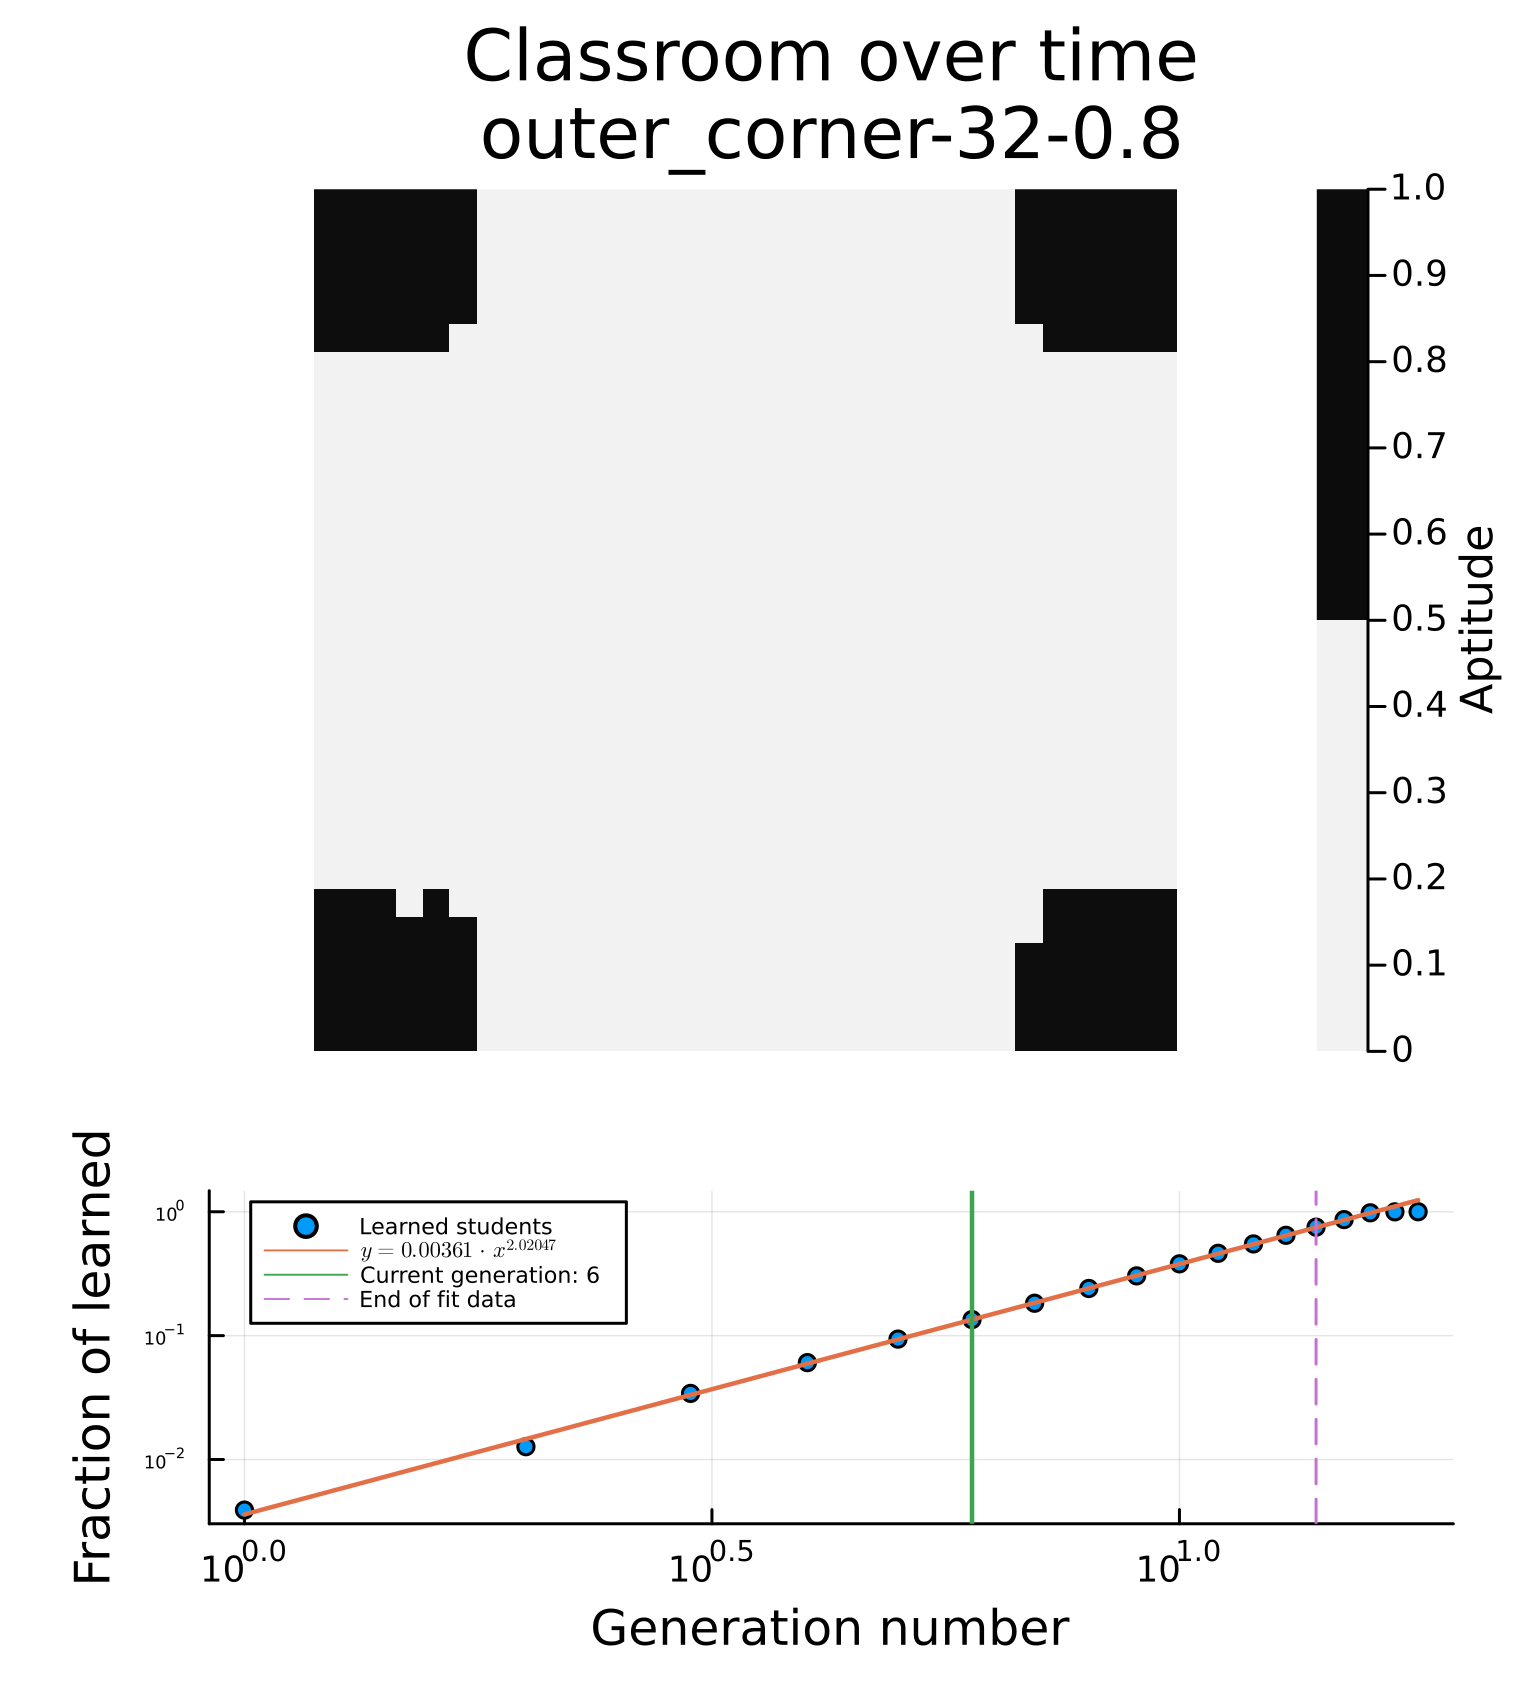 Classroom over time
outer_corner-32-0.8
1.0
0.9
0.8
0.7
0.6
0.5
0.4
0.3
0.2
0.1
0
Aptitude
Fraction of learned
10^0
10^-1
10^-2
Learned students
y = 0.00361 · x^2.02047
Current generation: 6
End of fit data
10^0.0 10^0.5 10^1.0
Generation number